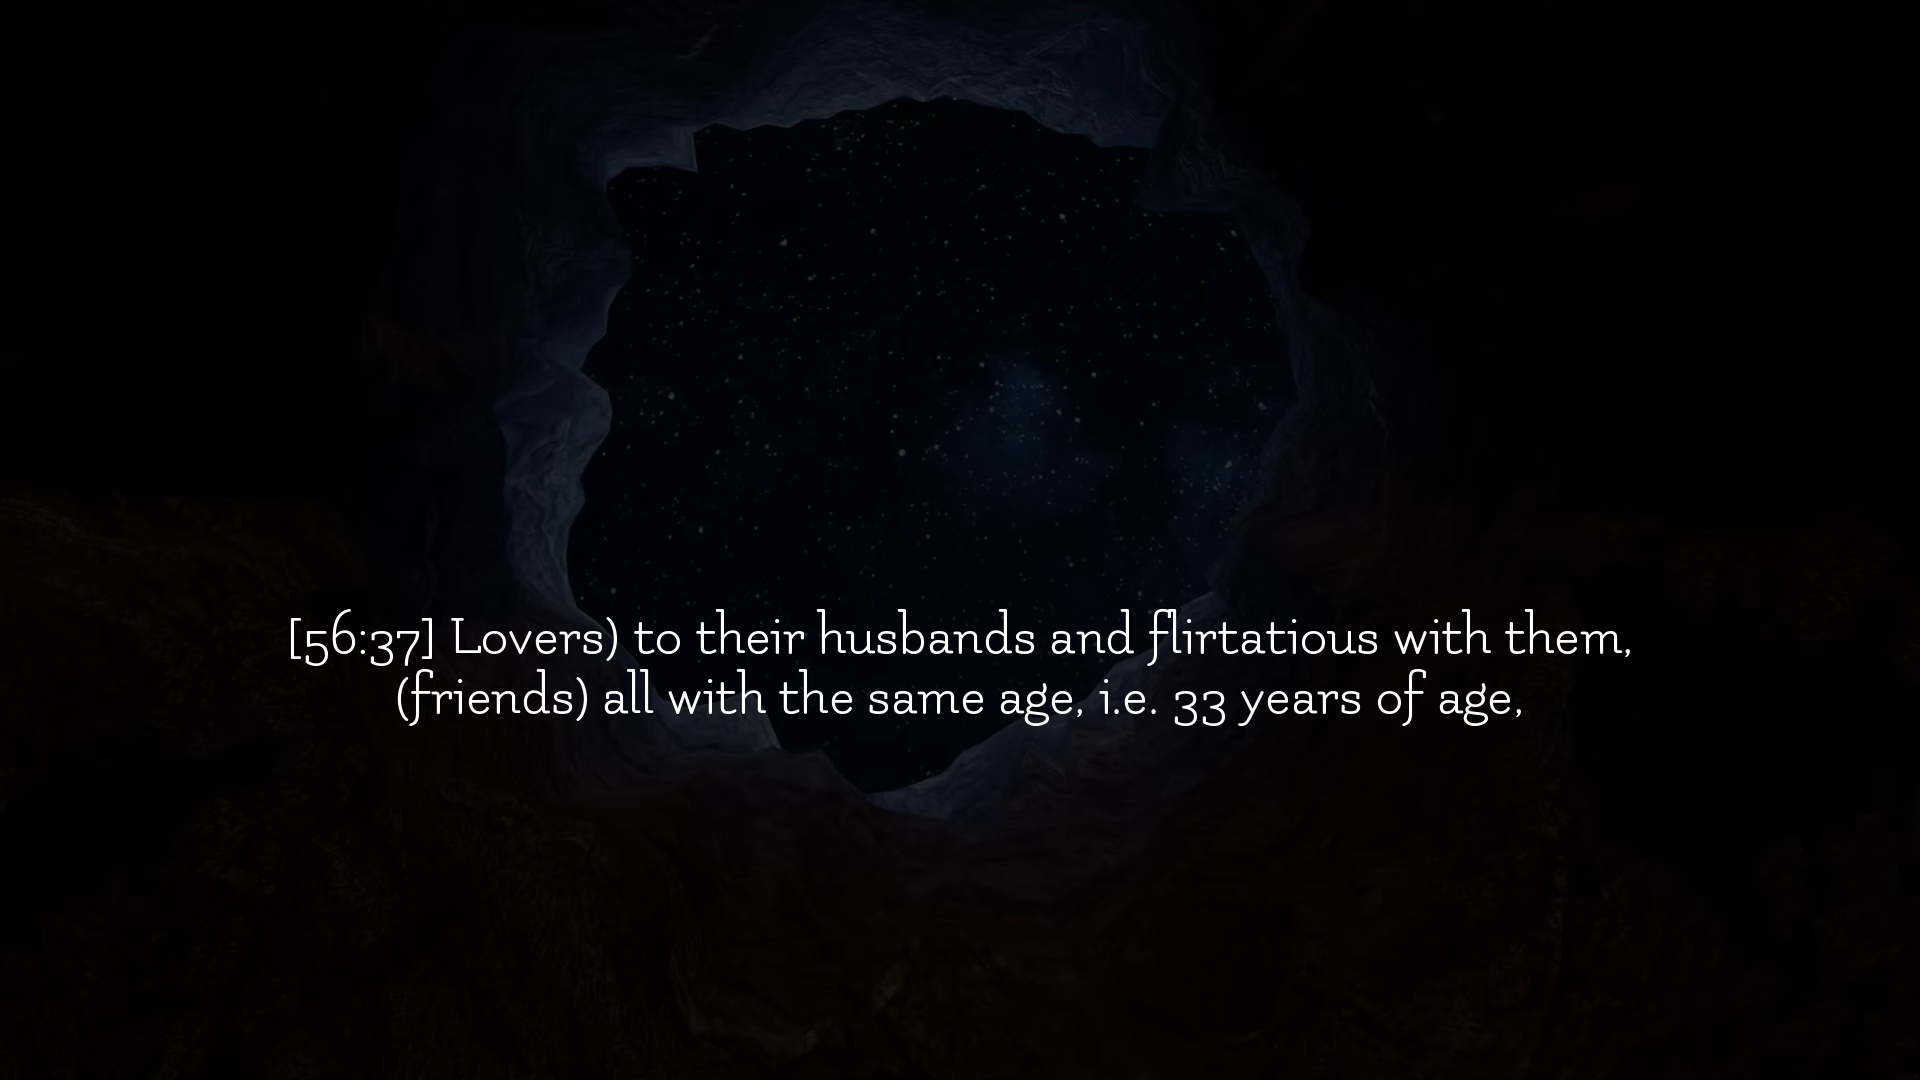 [56:37] Lovers) to their husbands and flirtatious with them,
(friends) all with the same age, i.e. 33 years of age,